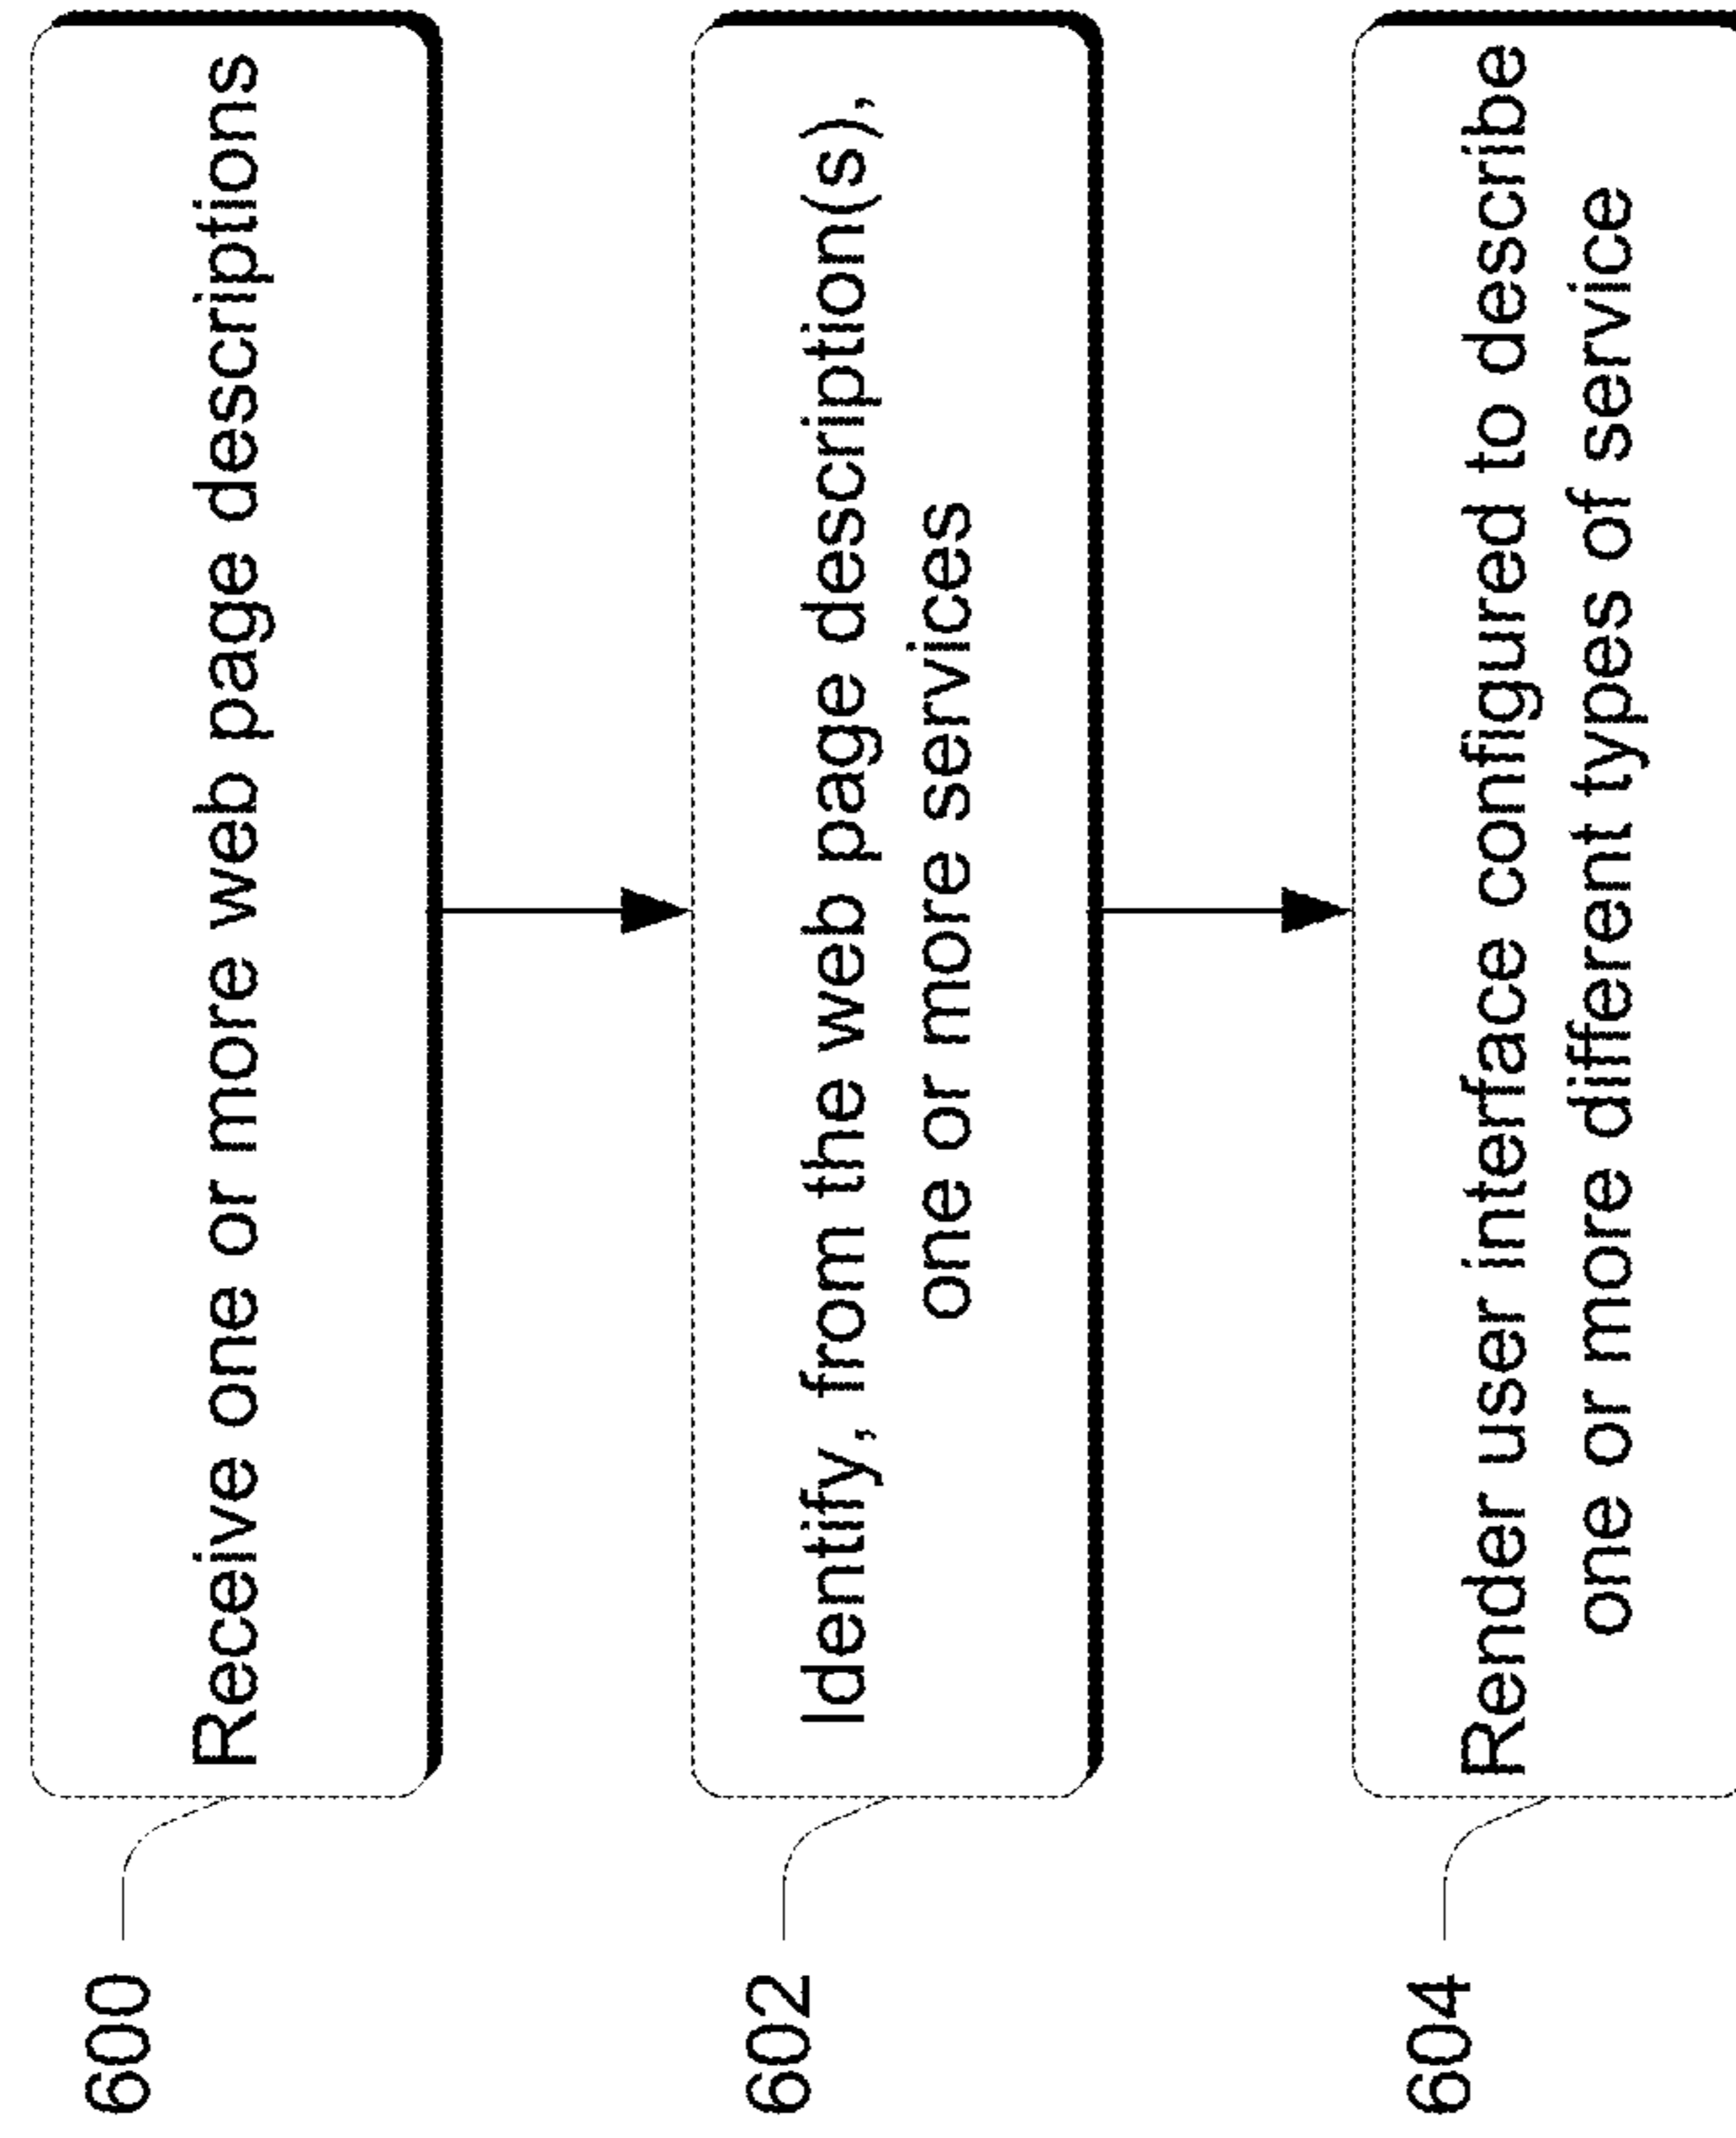 600
Receive one or more web page descriptions
602
Identify, from the web page description(s),
one or more services
604
Render user interface configured to describe
one or more different types of service